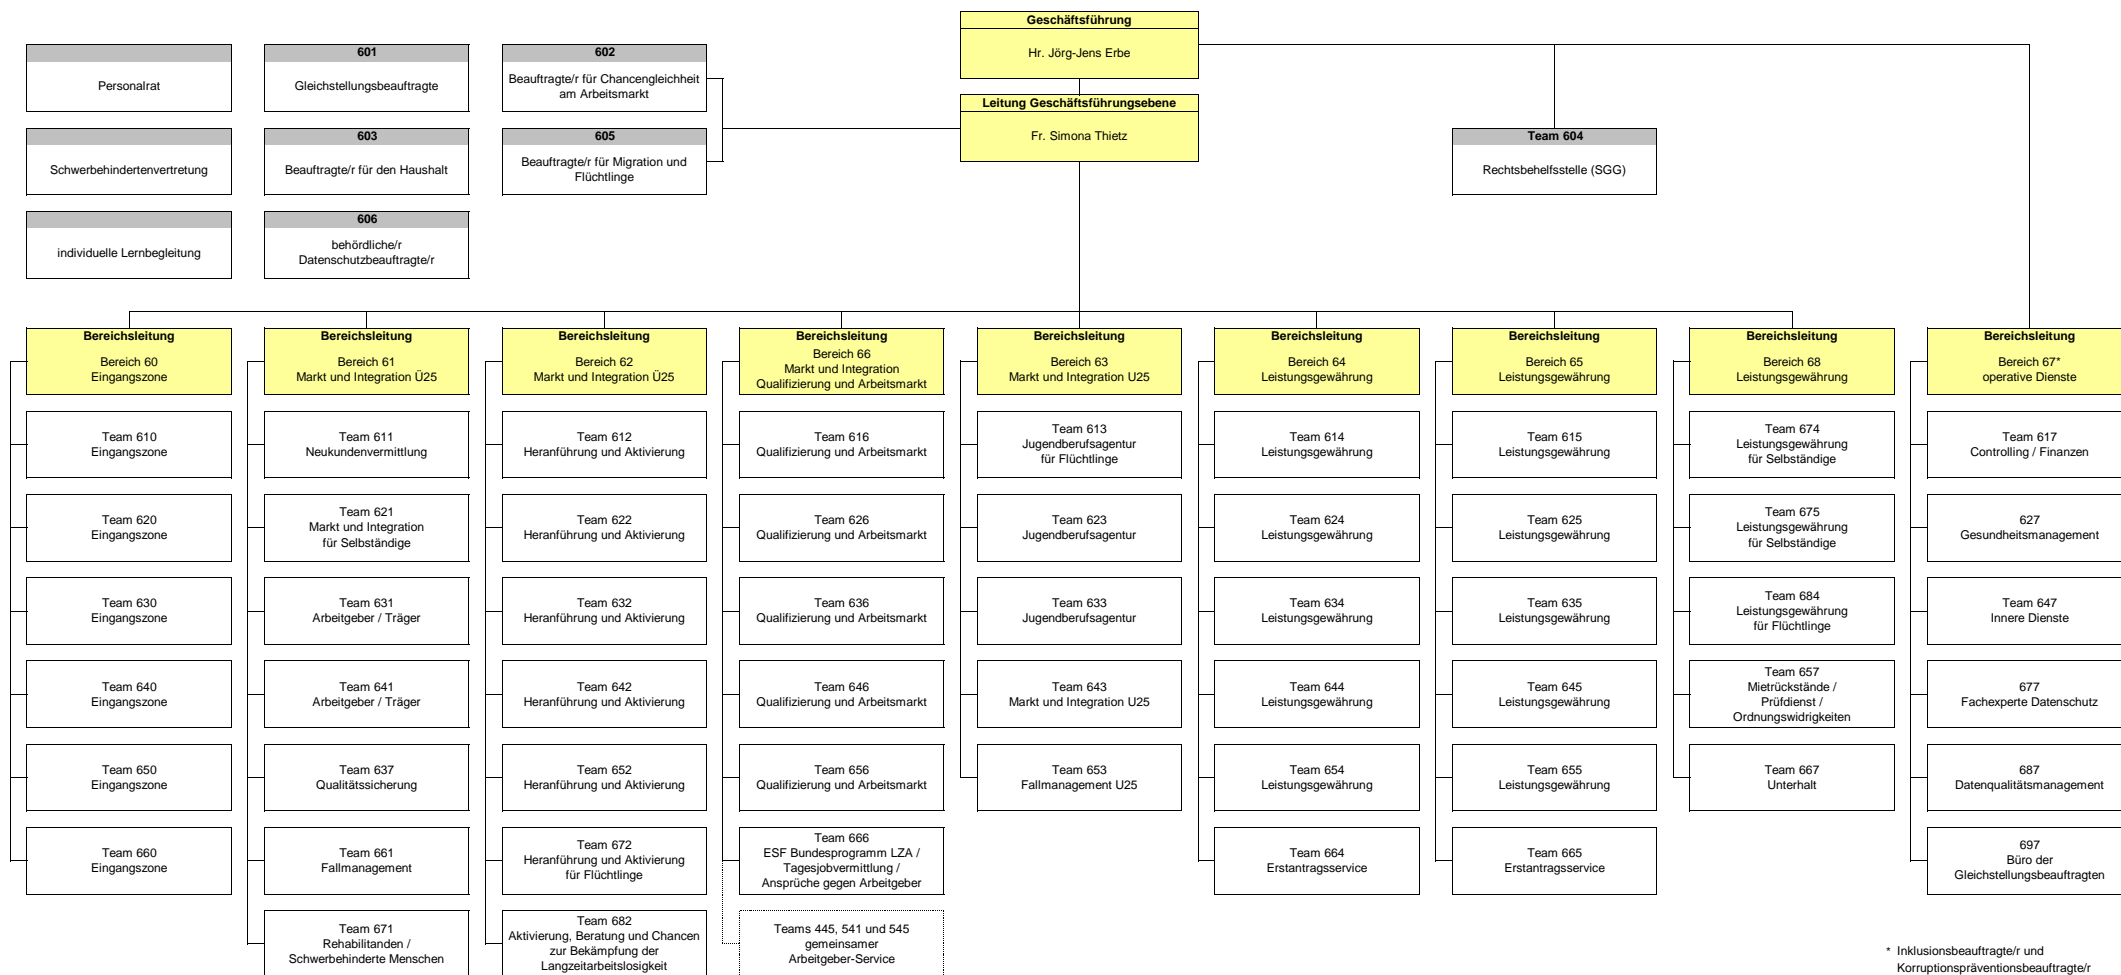 Geschäftsführung
Hr. Jörg-Jens Erbe
Leitung Geschäftsführungsebene
Fr. Simona Thietz
Personalrat
601
Gleichstellungsbeauftragte
602
Beauftragte/r für Chancengleichheit
am Arbeitsmarkt
Schwerbehindertenvertretung
603
Beauftragte/r für den Haushalt
605
Beauftragte/r für Migration und
Flüchtlinge
Team 604
Rechtsbehelfsstelle (SGG)
individuelle Lernbegleitung
606
behördliche/r
Datenschutzbeauftragte/r
Bereichsleitung
Bereich 60
Eingangszone
Team 610
Eingangszone
Team 620
Eingangszone
Team 630
Eingangszone
Team 640
Eingangszone
Team 650
Eingangszone
Team 660
Eingangszone
Bereichsleitung
Bereich 61
Markt und Integration Ü25
Team 611
Neukundenvermittlung
Team 621
Markt und Integration
für Selbständige
Team 631
Arbeitgeber / Träger
Team 641
Arbeitgeber / Träger
Team 637
Qualitätssicherung
Team 661
Fallmanagement
Team 671
Rehabilitanden /
Schwerbehinderte Menschen
Bereichsleitung
Bereich 62
Markt und Integration Ü25
Team 612
Heranführung und Aktivierung
Team 622
Heranführung und Aktivierung
Team 632
Heranführung und Aktivierung
Team 642
Heranführung und Aktivierung
Team 652
Heranführung und Aktivierung
Team 672
Heranführung und Aktivierung
für Flüchtlinge
Team 682
Aktivierung, Beratung und Chancen
zur Bekämpfung der
Langzeitarbeitslosigkeit
Bereichsleitung
Bereich 66
Markt und Integration
Qualifizierung und Arbeitsmarkt
Team 616
Qualifizierung und Arbeitsmarkt
Team 626
Qualifizierung und Arbeitsmarkt
Team 636
Qualifizierung und Arbeitsmarkt
Team 646
Qualifizierung und Arbeitsmarkt
Team 656
Qualifizierung und Arbeitsmarkt
Team 666
ESF Bundesprogramm LZA /
Tagesjobvermittlung /
Ansprüche gegen Arbeitgeber
Teams 445, 541 und 545
gemeinsamer
Arbeitgeber-Service
Bereichsleitung
Bereich 63
Markt und Integration U25
Team 613
Jugendberufsagentur
für Flüchtlinge
Team 623
Jugendberufsagentur
Team 633
Jugendberufsagentur
Team 643
Markt und Integration U25
Team 653
Fallmanagement U25
Bereichsleitung
Bereich 64
Leistungsgewährung
Team 614
Leistungsgewährung
Team 624
Leistungsgewährung
Team 634
Leistungsgewährung
Team 644
Leistungsgewährung
Team 654
Leistungsgewährung
Team 664
Erstantragsservice
Bereichsleitung
Bereich 65
Leistungsgewährung
Team 615
Leistungsgewährung
Team 625
Leistungsgewährung
Team 635
Leistungsgewährung
Team 645
Leistungsgewährung
Team 655
Leistungsgewährung
Team 665
Erstantragsservice
Bereichsleitung
Bereich 68
Leistungsgewährung
Team 674
Leistungsgewährung
für Selbständige
Team 675
Leistungsgewährung
für Selbständige
Team 684
Leistungsgewährung
für Flüchtlinge
Team 657
Mietrückstände /
Prüfdienst /
Ordnungswidrigkeiten
Team 667
Unterhalt
Bereichsleitung
Bereich 67*
operative Dienste
Team 617
Controlling / Finanzen
627
Gesundheitsmanagement
Team 647
Innere Dienste
677
Fachexperte Datenschutz
687
Datenqualitätsmanagement
697
Büro der
Gleichstellungsbeauftragten
* Inklusionsbeauftragte/r und
Korruptionspräventionsbeauftragte/r